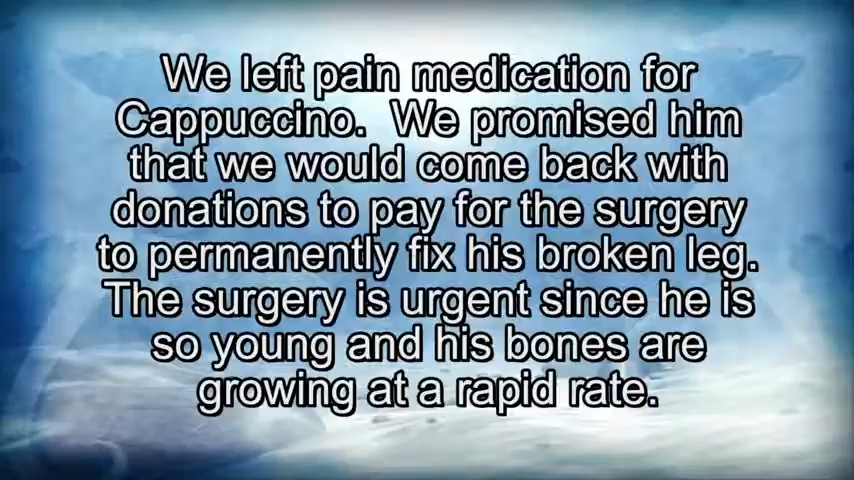 We left pain medication for
Cappuccino.  We promised him
that we would come back with
donations to pay for the surgery
to permanently fix his broken leg.
The surgery is urgent since he is
so young and his bones are
growing at a rapid rate.